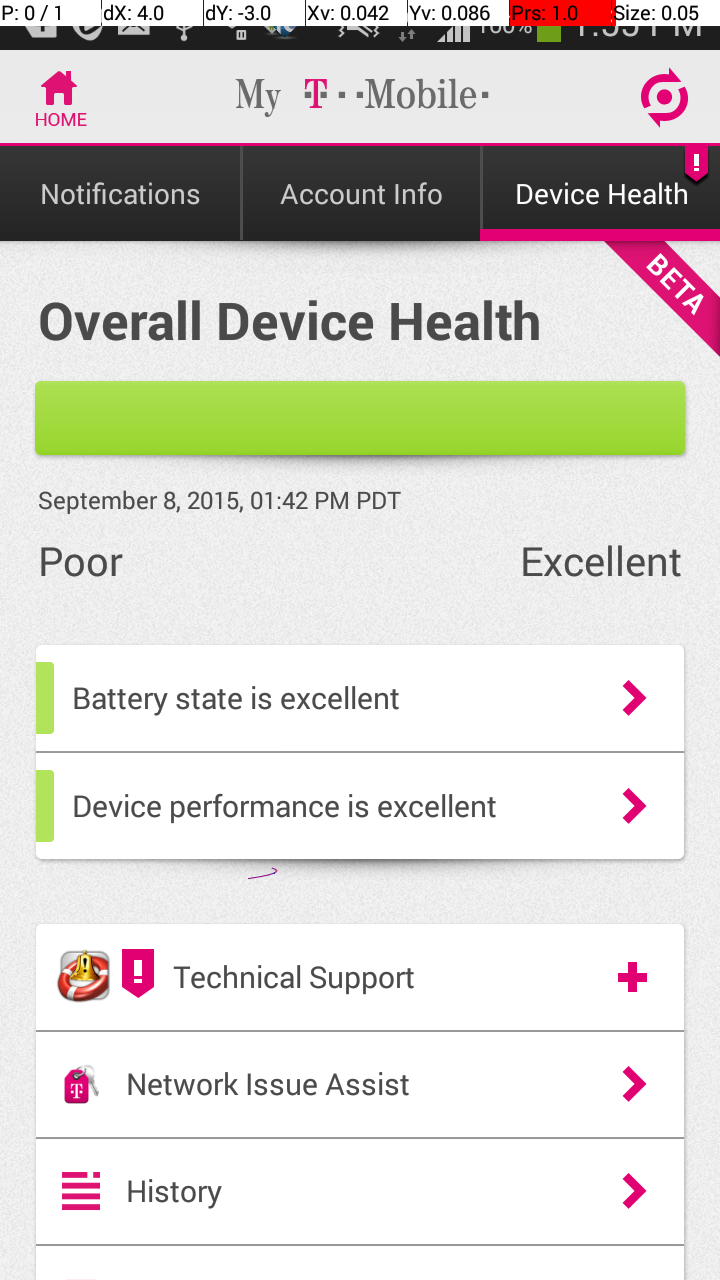 P: 0 / 1 dX: 4.0 dY: -3.0 Xv: 0.042 Yv: 0.086 Prs: 1.0 Size: 0.05
100% 1:55 PM
HOME
My T··Mobile·
Notifications Account Info Device Health
BETA
Overall Device Health
September 8, 2015, 01:42 PM PDT
Poor Excellent
Battery state is excellent
Device performance is excellent
Technical Support
Network Issue Assist
History